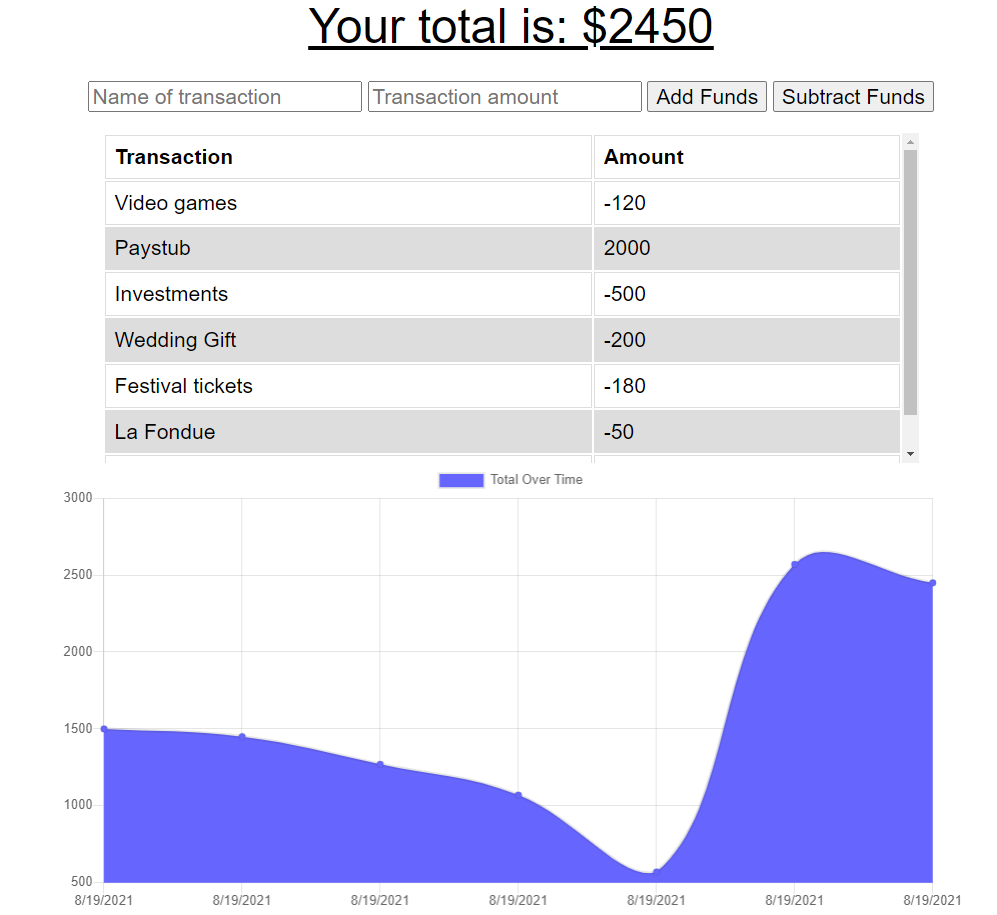 Your total is: $2450
Name of transaction Transaction amount Add Funds Subtract Funds
Transaction Amount
Video games -120
Paystub 2000
Investments -500
Wedding Gift -200
Festival tickets -180
La Fondue -50
Total Over Time
3000
2500
2000
1500
1000
500
8/19/2021 8/19/2021 8/19/2021 8/19/2021 8/19/2021 8/19/2021 8/19/2021